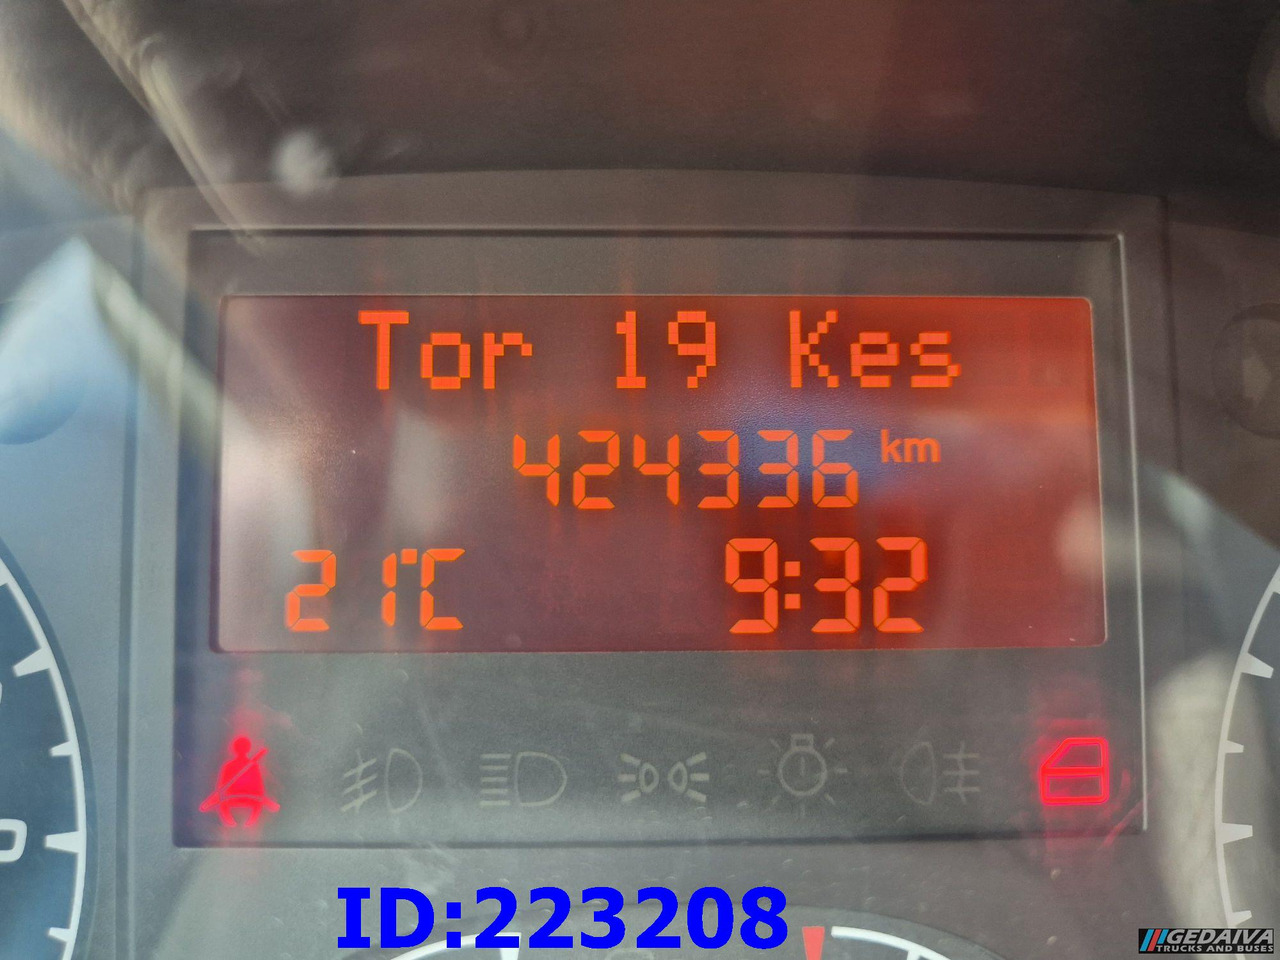 Tor 19 Kes
424336 km
21°C 9:32
ID:223208
GEDAIVA
TRUCKS AND BUSES